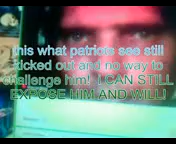 this what patriots see still
kicked out and no way to
challenge him!! I CAN STILL
EXPOSE HIM AND WILL!